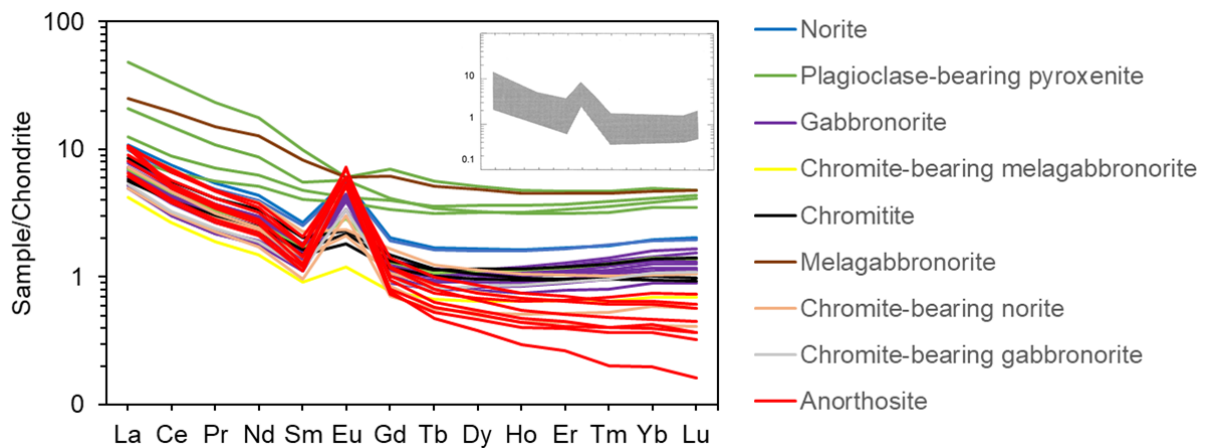 100
10
1
0
Sample/Chondrite
10
1
0.1
La Ce Pr Nd Sm Eu Gd Tb Dy Ho Er Tm Yb Lu
Norite
Plagioclase-bearing pyroxenite
Gabbronorite
Chromite-bearing melagabbronorite
Chromitite
Melagabbronorite
Chromite-bearing norite
Chromite-bearing gabbronorite
Anorthosite